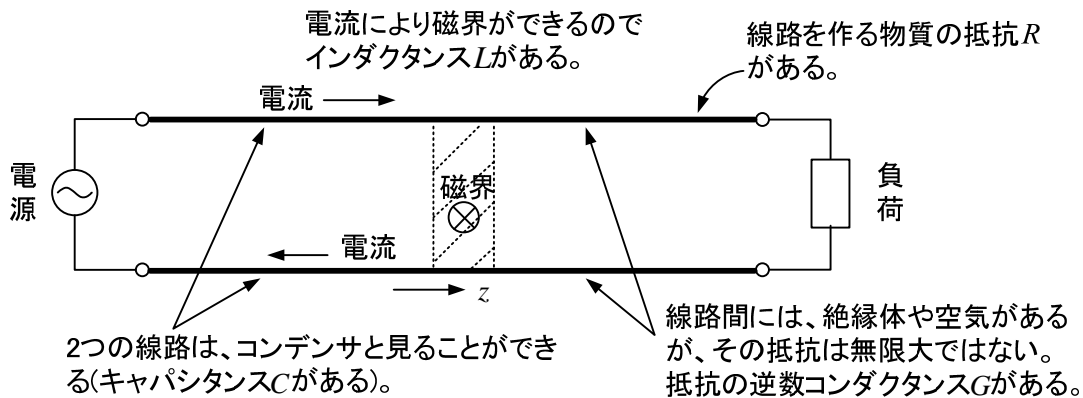 電流により磁界ができるので
インダクタンスLがある。
線路を作る物質の抵抗R
がある。
電流
電源
磁界
負荷
電流
z
2つの線路は、コンデンサと見ることができ
る(キャパシタンスCがある)。
線路間には、絶縁体や空気がある
が、その抵抗は無限大ではない。
抵抗の逆数コンダクタンスGがある。